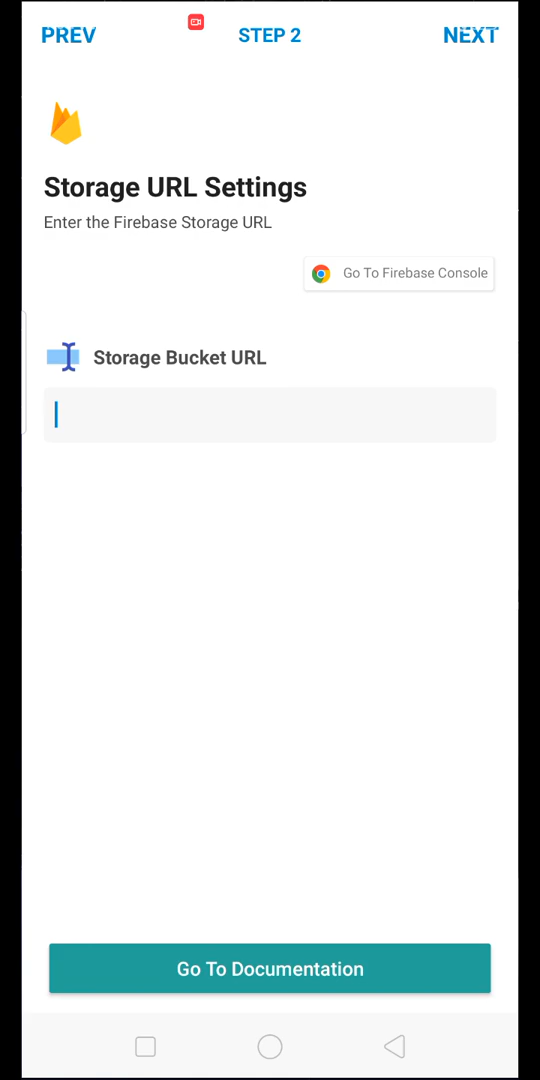 PREV
STEP 2
NEXT
Storage URL Settings
Enter the Firebase Storage URL
Go To Firebase Console
Storage Bucket URL
Go To Documentation